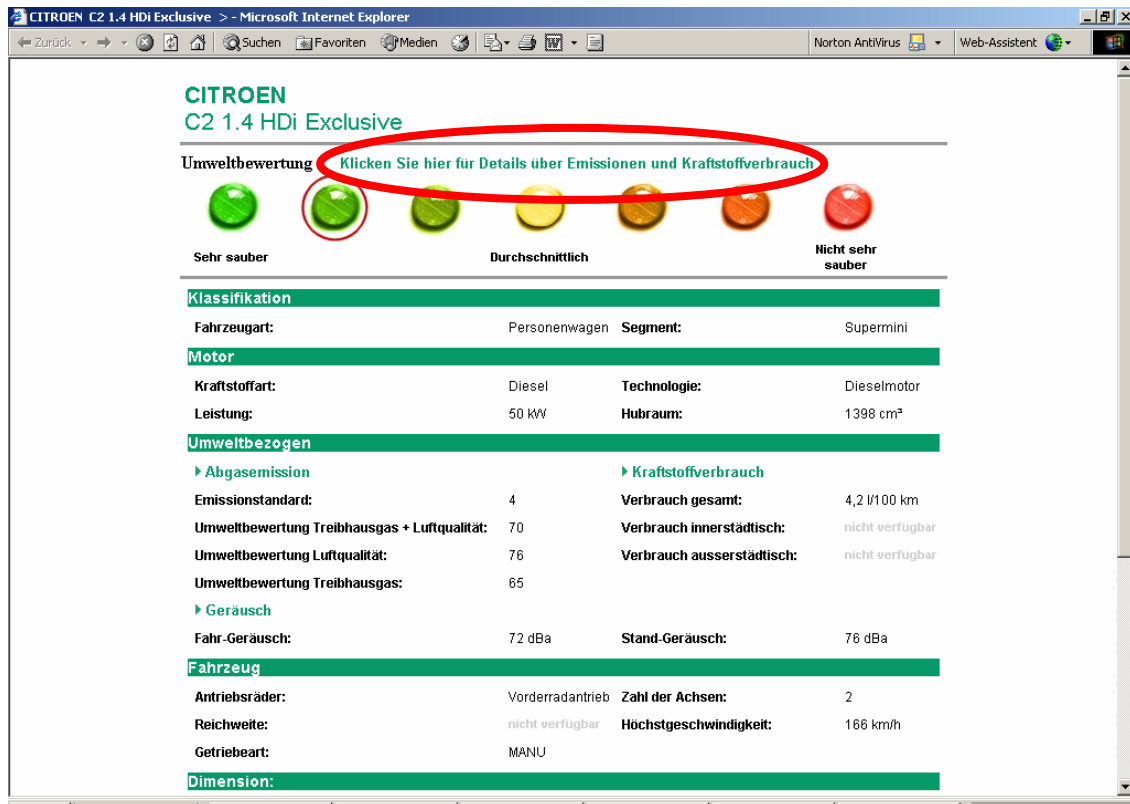 CITROEN C2 1.4 HDi Exclusive > - Microsoft Internet Explorer
Zurück Suchen Favoriten Medien Norton AntiVirus Web-Assistent
CITROEN
C2 1.4 HDi Exclusive
Umweltbewertung Klicken Sie hier für Details über Emissionen und Kraftstoffverbrauch
Sehr sauber Durchschnittlich Nicht sehr
sauber
Klassifikation
Fahrzeugart: Personenwagen Segment: Supermini
Motor
Kraftstoffart: Diesel Technologie: Dieselmotor
Leistung: 50 kW Hubraum: 1398 cm³
Umweltbezogen
Abgasemission Kraftstoffverbrauch
Emissionstandard: 4 Verbrauch gesamt: 4,2 l/100 km
Umweltbewertung Treibhausgas + Luftqualität: 70 Verbrauch innerstädtisch: nicht verfügbar
Umweltbewertung Luftqualität: 76 Verbrauch ausserstädtisch: nicht verfügbar
Umweltbewertung Treibhausgas: 65
Geräusch
Fahr-Geräusch: 72 dBa Stand-Geräusch: 76 dBa
Fahrzeug
Antriebsräder: Vorderradantrieb Zahl der Achsen: 2
Reichweite: nicht verfügbar Höchstgeschwindigkeit: 166 km/h
Getriebeart: MANU
Dimension: